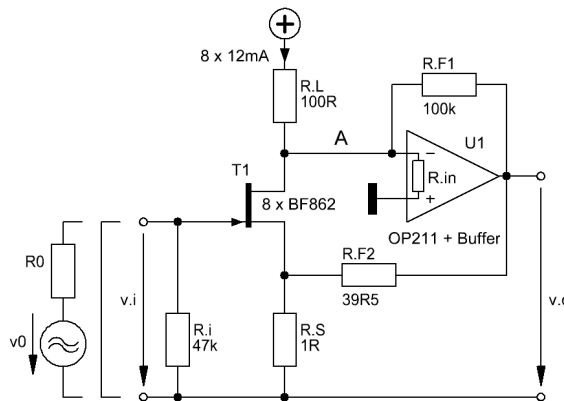 8 x 12mA
R.L
100R
R.F1
100k
A
U1
T1
R.in
8 x BF862
OP211 + Buffer
R0
R.F2
v.i
39R5
v.o
R.i
47k
R.S
1R
v0